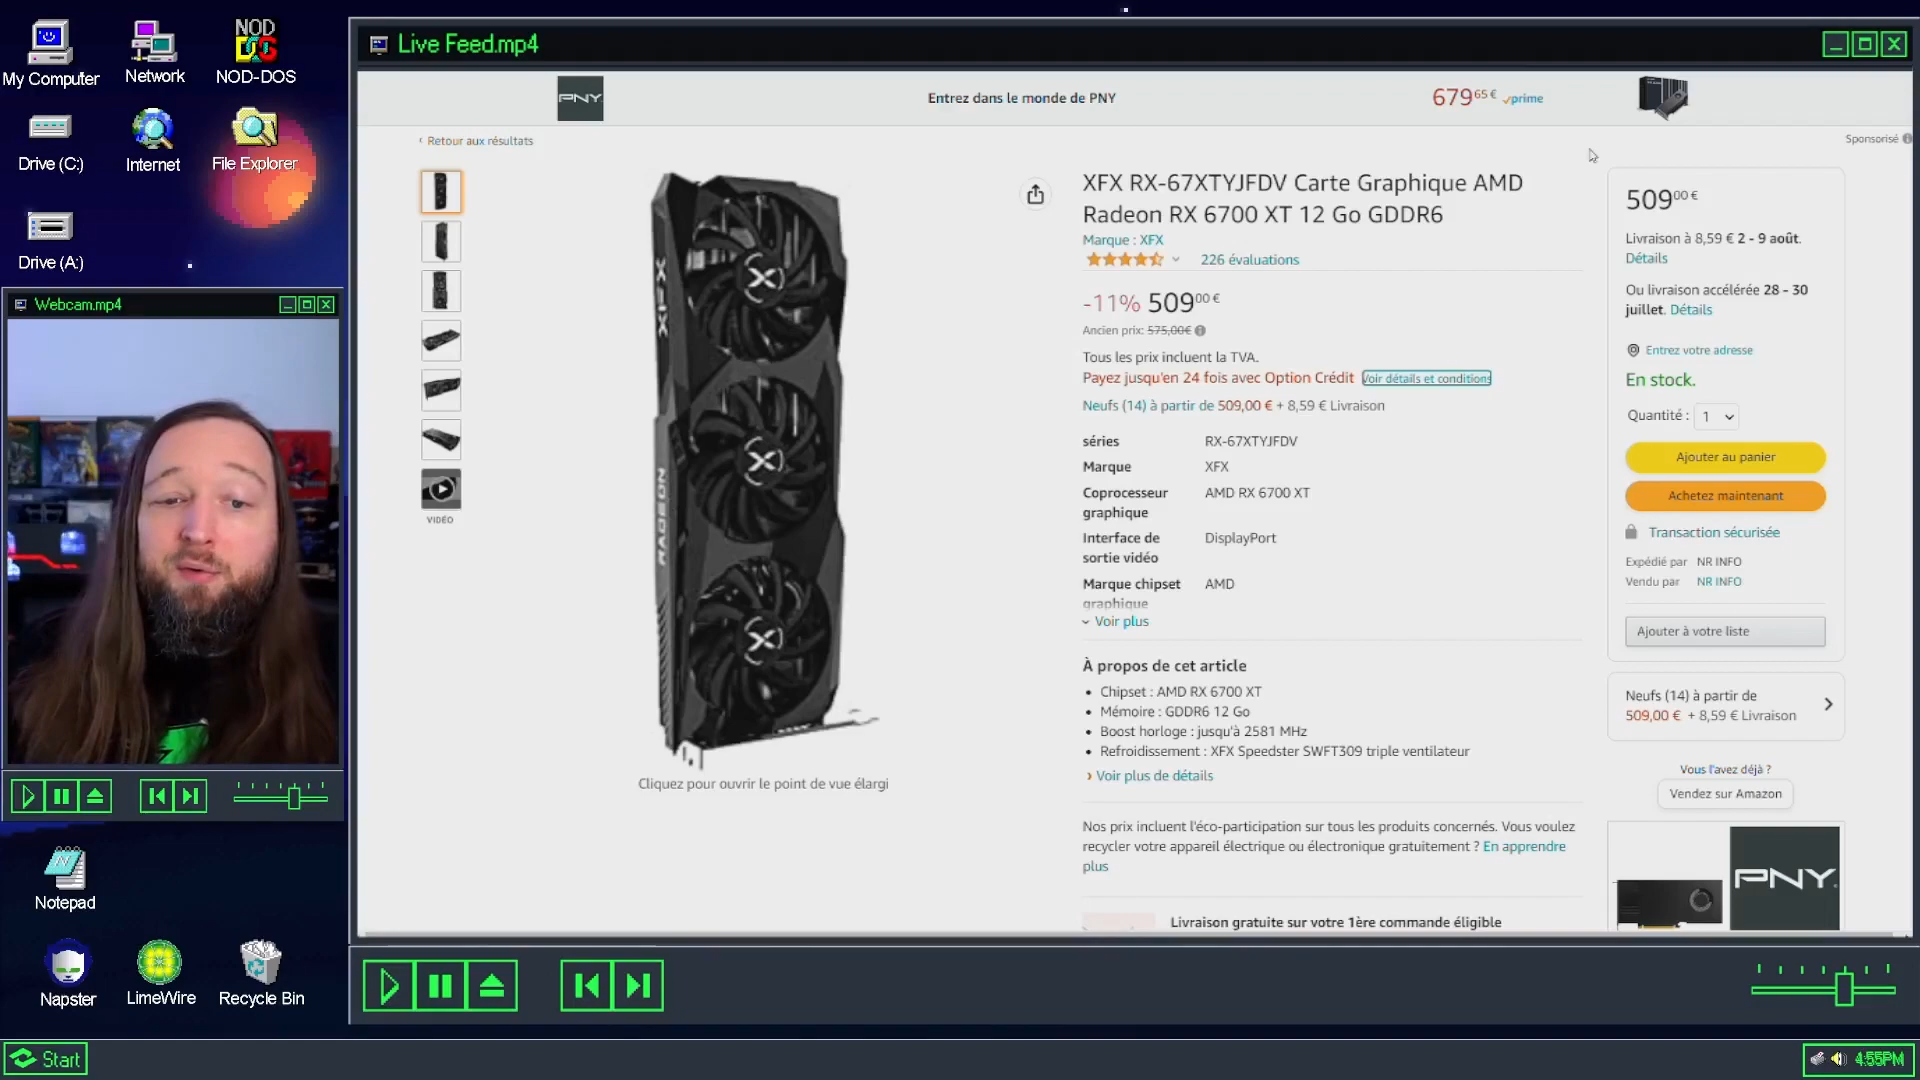 My Computer
Network
NOD-DOS
Drive (C:)
Internet
File Explorer
Drive (A:)
Webcam.mp4
Notepad
Napster
LimeWire
Recycle Bin
Start
Live Feed.mp4
PNY
Entrez dans le monde de PNY
679,65 € prime
‹ Retour aux résultats
Sponsorisé
XFX
RADEON
VIDÉO
Cliquez pour ouvrir le point de vue élargi
XFX RX-67XTYJFDV Carte Graphique AMD
Radeon RX 6700 XT 12 Go GDDR6
Marque : XFX
226 évaluations
-11% 509,00 €
Ancien prix: 575,00€
Tous les prix incluent la TVA.
Payez jusqu'en 24 fois avec Option Crédit Voir détails et conditions
Neufs (14) à partir de 509,00 € + 8,59 € Livraison
séries RX-67XTYJFDV
Marque XFX
Coprocesseur graphique AMD RX 6700 XT
Interface de sortie vidéo DisplayPort
Marque chipset graphique AMD
Voir plus
À propos de cet article
• Chipset : AMD RX 6700 XT
• Mémoire : GDDR6 12 Go
• Boost horloge : jusqu'à 2581 MHz
• Refroidissement : XFX Speedster SWFT309 triple ventilateur
› Voir plus de détails
Nos prix incluent l'éco-participation sur tous les produits concernés. Vous voulez
recycler votre appareil électrique ou électronique gratuitement ? En apprendre
plus
Livraison gratuite sur votre 1ère commande éligible
509,00 €
Livraison à 8,59 € 2 - 9 août.
Détails
Ou livraison accélérée 28 - 30
juillet. Détails
Entrez votre adresse
En stock.
Quantité : 1
Ajouter au panier
Achetez maintenant
Transaction sécurisée
Expédié par NR INFO
Vendu par NR INFO
Ajouter à votre liste
Neufs (14) à partir de
509,00 € + 8,59 € Livraison
Vous l'avez déjà ?
Vendez sur Amazon
PNY.
4:55PM